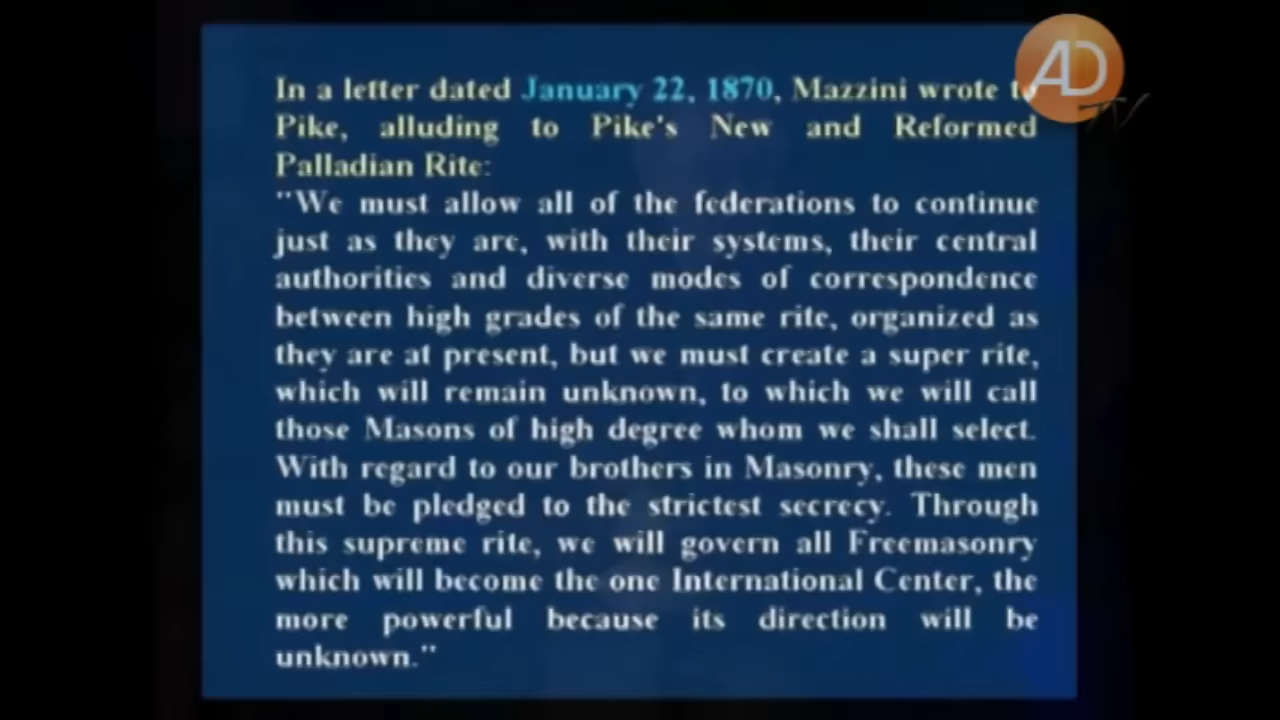 In a letter dated January 22, 1870, Mazzini wrote to
Pike, alluding to Pike's New and Reformed
Palladian Rite:
"We must allow all of the federations to continue
just as they are, with their systems, their central
authorities and diverse modes of correspondence
between high grades of the same rite, organized as
they are at present, but we must create a super rite,
which will remain unknown, to which we will call
those Masons of high degree whom we shall select.
With regard to our brothers in Masonry, these men
must be pledged to the strictest secrecy. Through
this supreme rite, we will govern all Freemasonry
which will become the one International Center, the
more powerful because its direction will be
unknown."
AD
TV